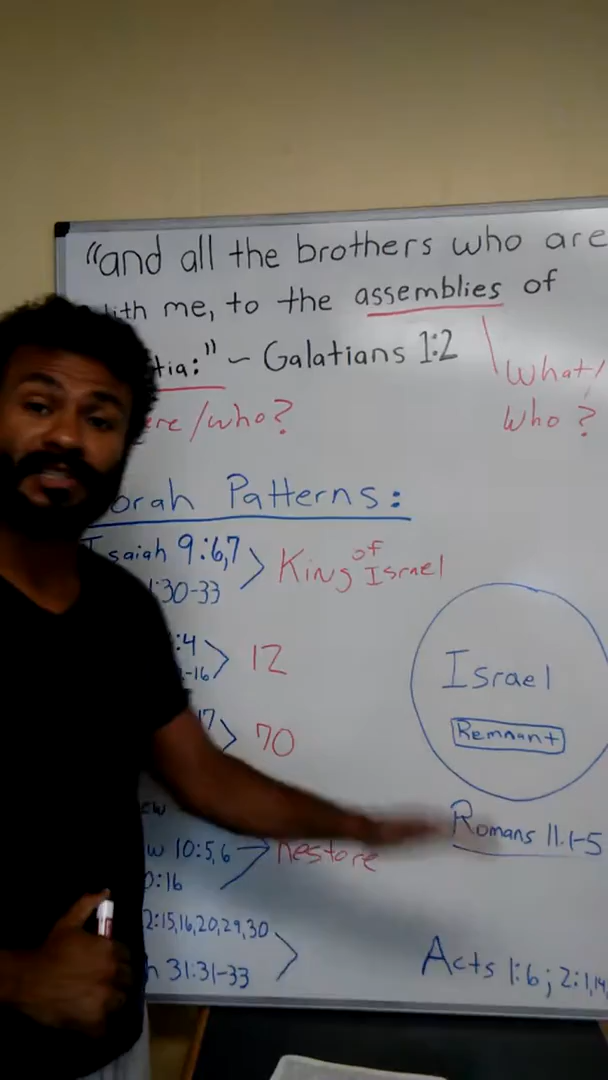 "and all the brothers who are
with me, to the assemblies of
tia:" ~ Galatians 1:2
ere/who?
What/
Who?
orah Patterns:
Isaiah 9:6,7
King of Israel
:30-33
:4
-16
12
17
70
Israel
Remnant
Romans 11:1-5
ew
w 10:5,6
Restore
0:16
2:15,16,20,29,30
h 31:31-33
Acts 1:6; 2:1,14,